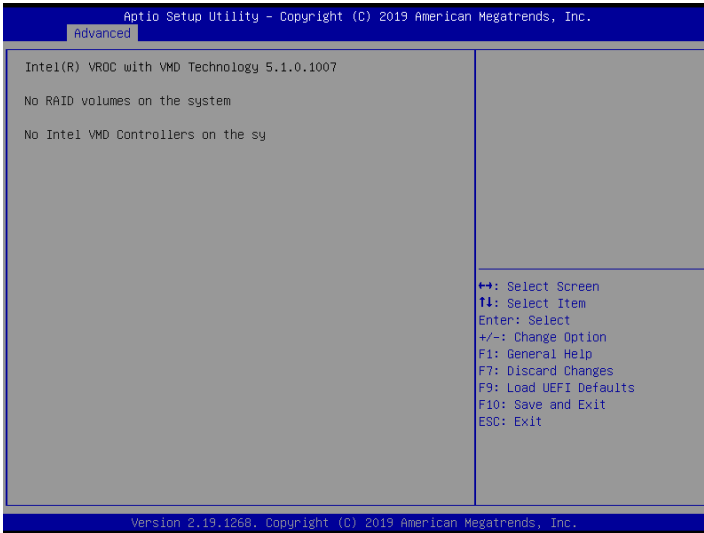 Aptio Setup Utility – Copyright (C) 2019 American Megatrends, Inc.
Advanced
Intel(R) VROC with VMD Technology 5.1.0.1007
No RAID volumes on the system
No Intel VMD Controllers on the sy
↔: Select Screen
↑↓: Select Item
Enter: Select
+/-: Change Option
F1: General Help
F7: Discard Changes
F9: Load UEFI Defaults
F10: Save and Exit
ESC: Exit
Version 2.19.1268. Copyright (C) 2019 American Megatrends, Inc.